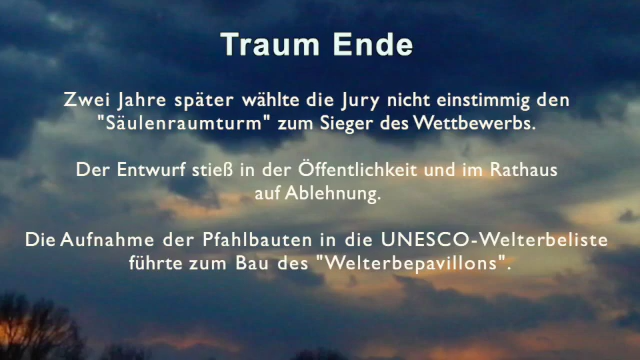 Traum Ende
Zwei Jahre später wählte die Jury nicht einstimmig den
"Säulenraumturm" zum Sieger des Wettbewerbs.
Der Entwurf stieß in der Öffentlichkeit und im Rathaus
auf Ablehnung.
Die Aufnahme der Pfahlbauten in die UNESCO-Welterbeliste
führte zum Bau des "Welterbepavillons".